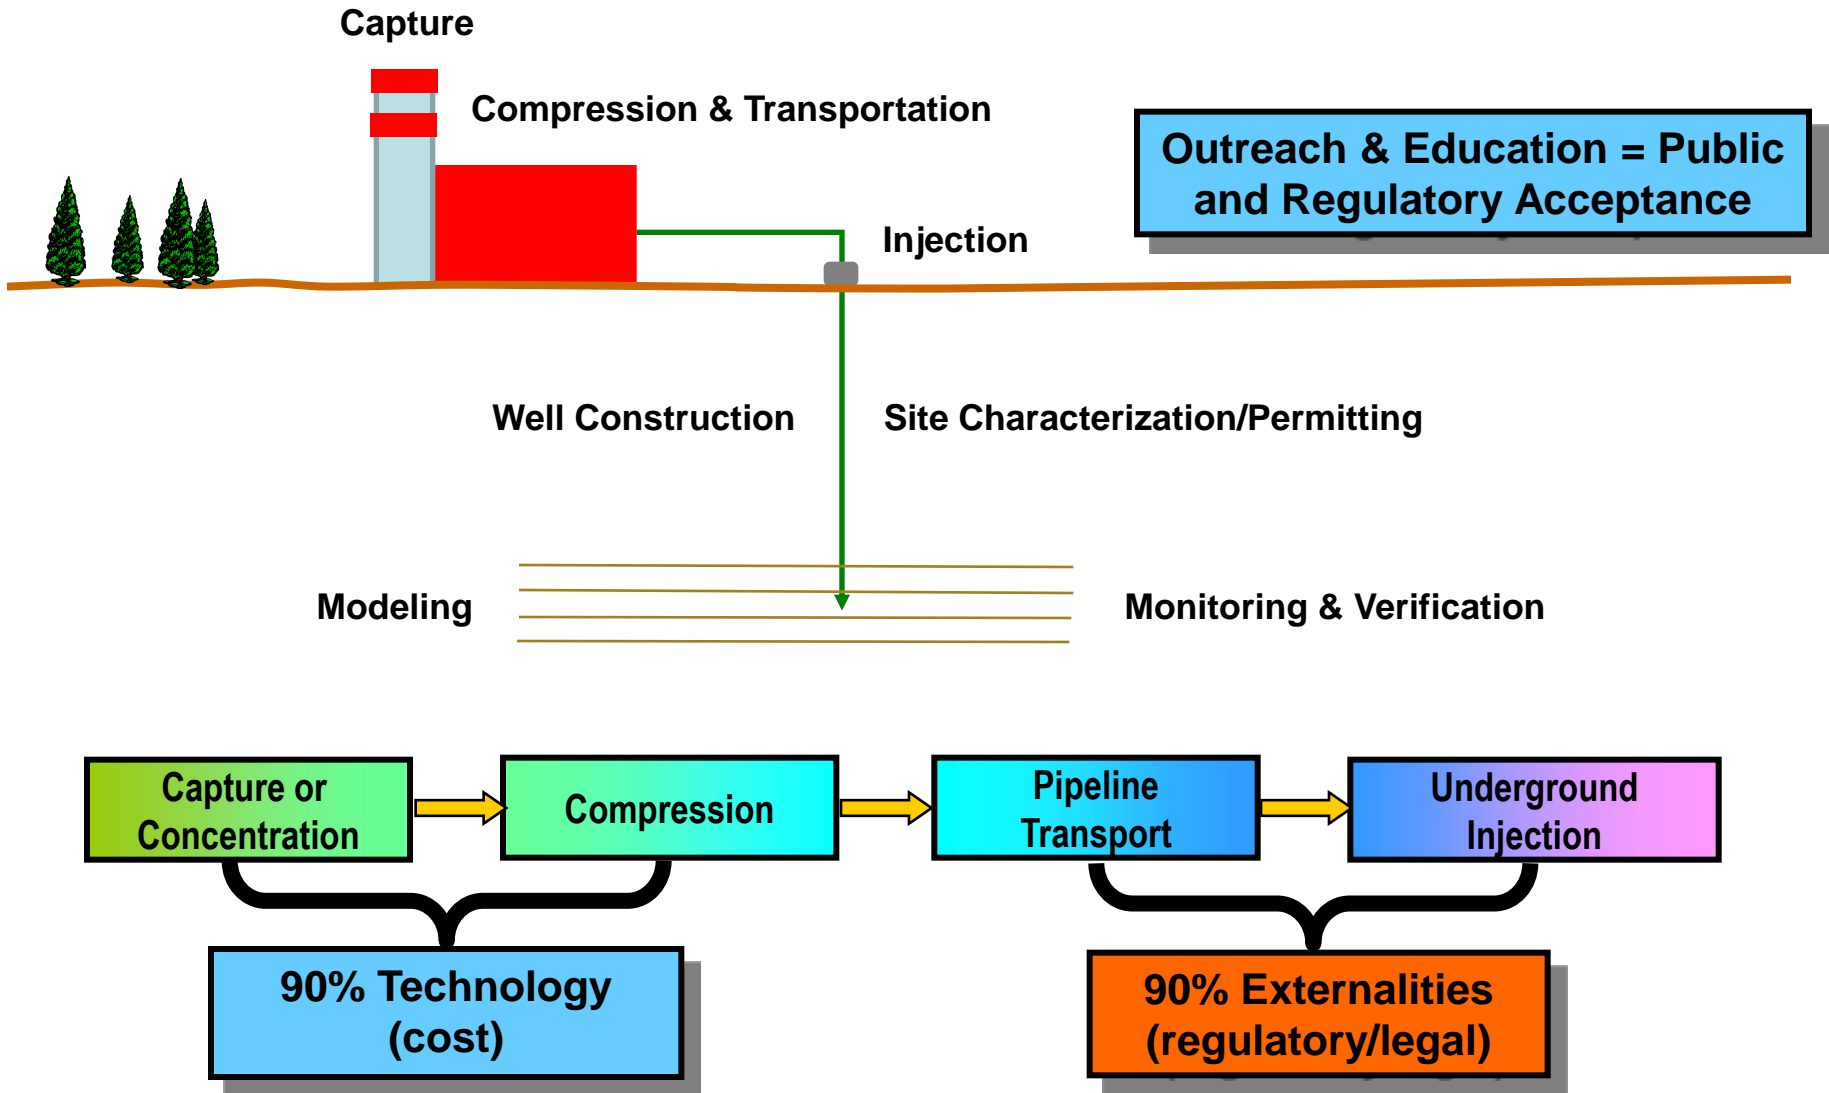 Capture
Compression & Transportation
Outreach & Education = Public
and Regulatory Acceptance
Injection
Well Construction
Site Characterization/Permitting
Modeling
Monitoring & Verification
Capture or
Concentration
Compression
Pipeline
Transport
Underground
Injection
90% Technology
(cost)
90% Externalities
(regulatory/legal)